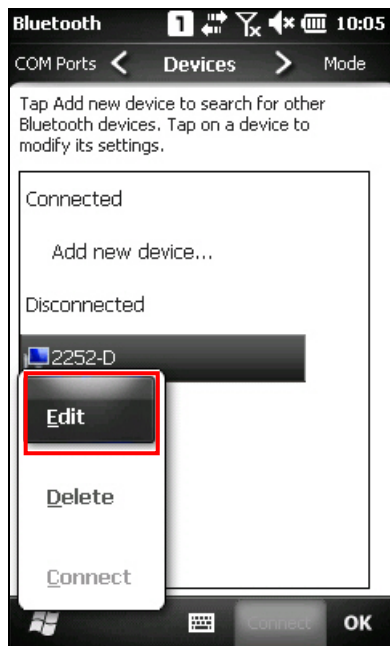 Bluetooth 1 10:05
COM Ports < Devices > Mode
Tap Add new device to search for other
Bluetooth devices. Tap on a device to
modify its settings.
Connected
Add new device...
Disconnected
2252-D
Edit
Delete
Connect
Connect OK